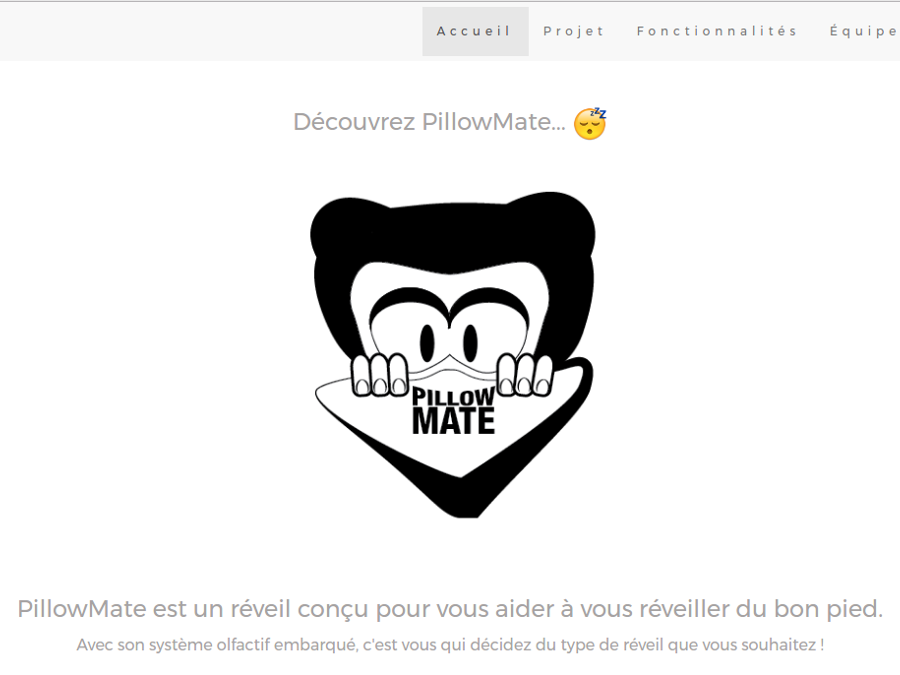 Accueil Projet Fonctionnalités Équipe
Découvrez PillowMate... 😴
PILLOW
MATE
PillowMate est un réveil conçu pour vous aider à vous réveiller du bon pied.
Avec son système olfactif embarqué, c'est vous qui décidez du type de réveil que vous souhaitez !